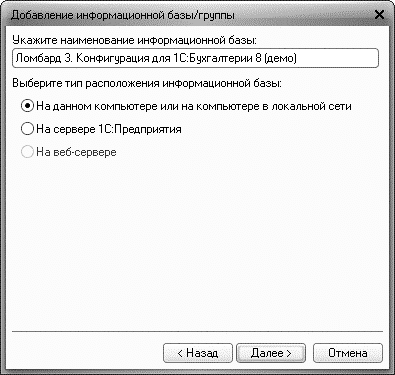 Добавление информационной базы/группы
Укажите наименование информационной базы:
Ломбард 3. Конфигурация для 1С:Бухгалтерии 8 (демо)
Выберите тип расположения информационной базы:
На данном компьютере или на компьютере в локальной сети
На сервере 1С:Предприятия
На веб-сервере
< Назад Далее > Отмена